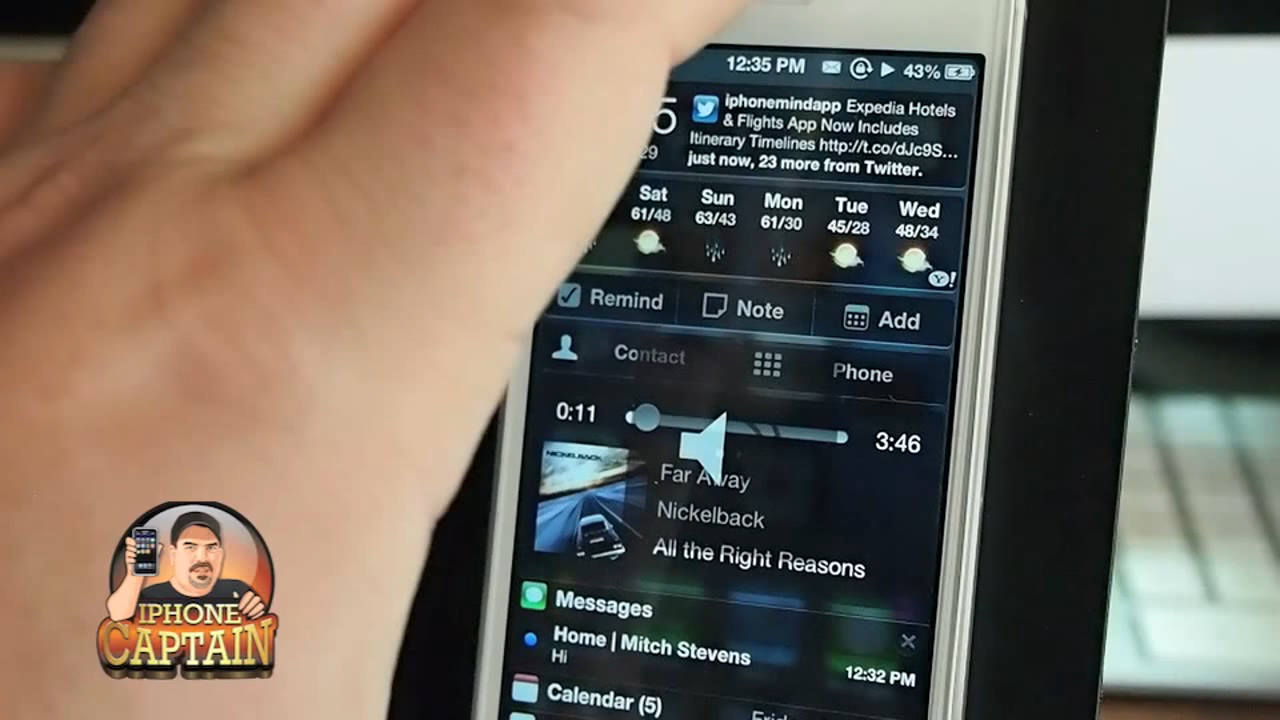 12:35 PM 43%
5
29
iphonemindapp Expedia Hotels
& Flights App Now Includes
Itinerary Timelines http://t.co/dJc9S...
just now, 23 more from Twitter.
Sat Sun Mon Tue Wed
61/48 63/43 61/30 45/28 48/34
Y!
Remind Note Add
Contact Phone
0:11 3:46
NICKELBACK
Far Away
Nickelback
All the Right Reasons
Messages
Home | Mitch Stevens
Hi
12:32 PM
Calendar (5)
IPHONE
CAPTAIN